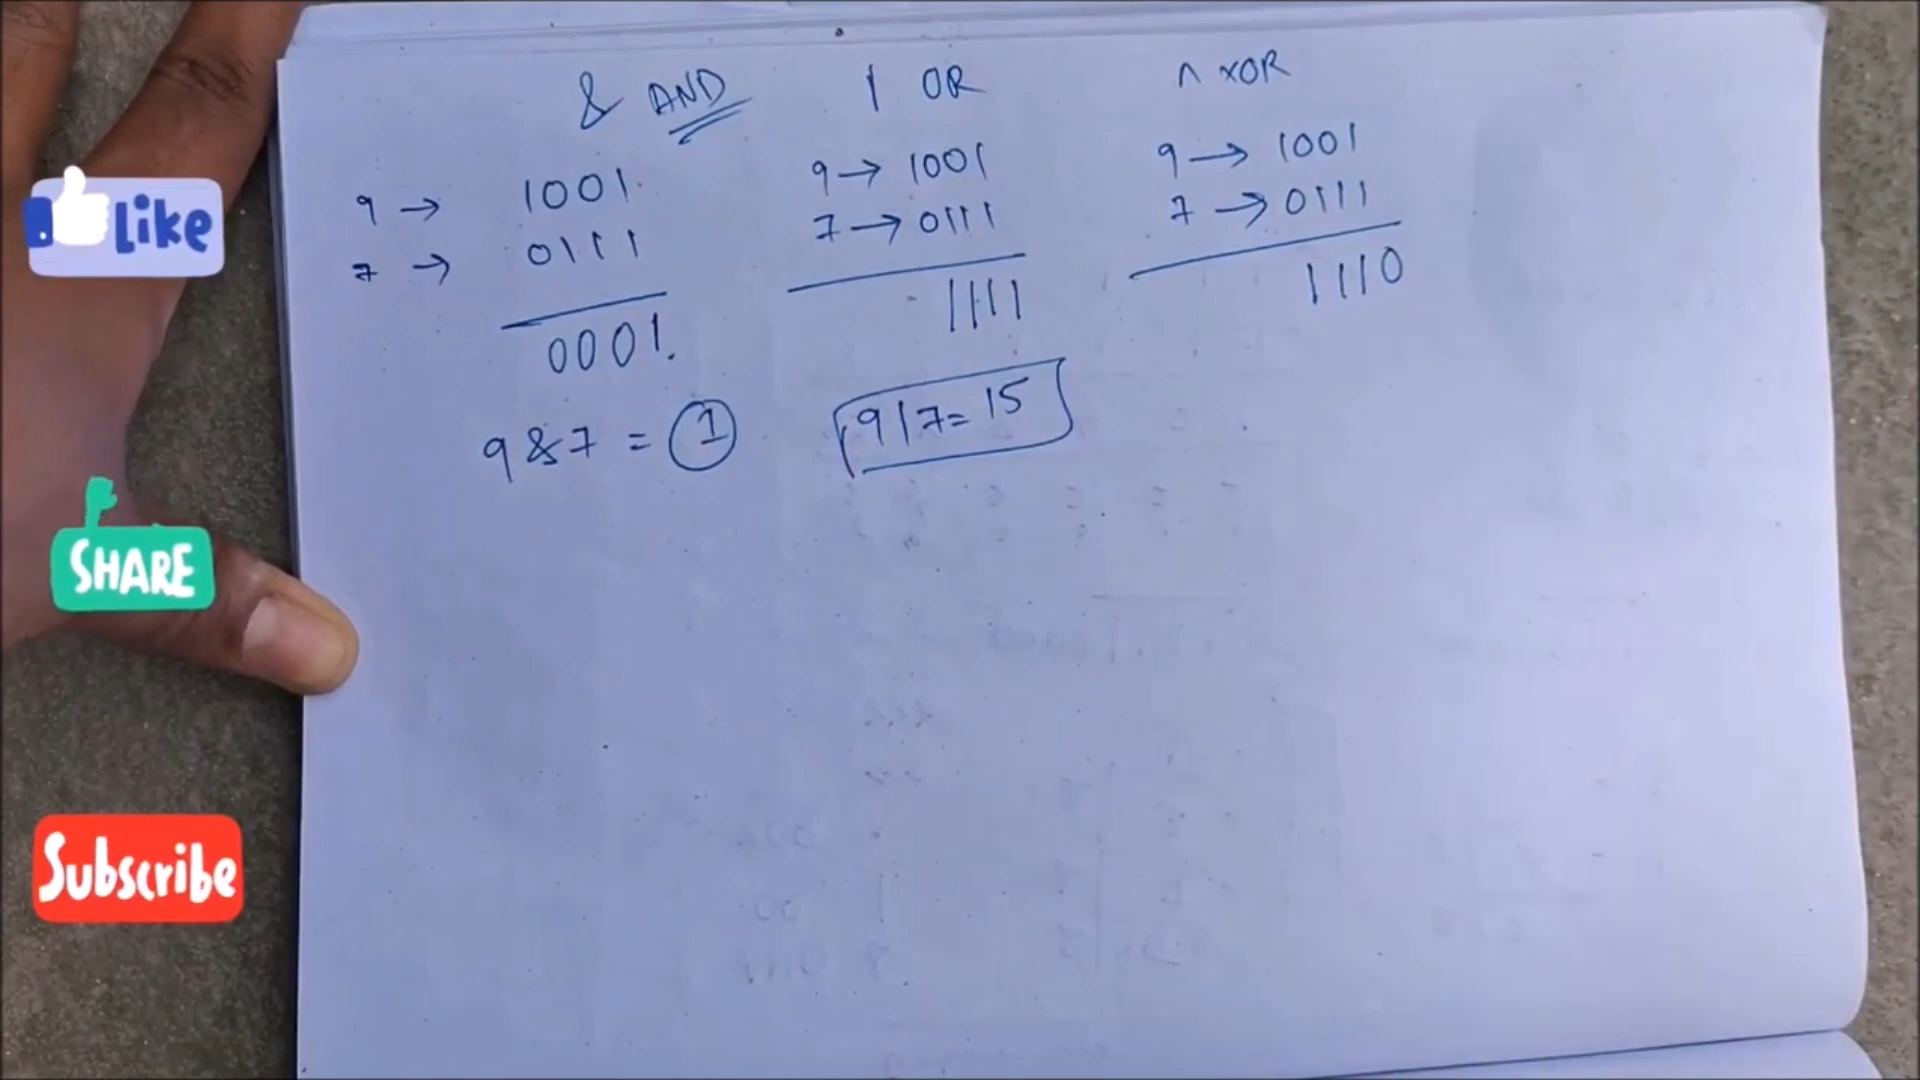 & AND
9 → 1001.
7 → 0111
0001.
9&7 = 1
| OR
9 → 1001
7 → 0111
1111
9|7= 15
^ XOR
9 → 1001
7 → 0111
1110
Like
SHARE
Subscribe